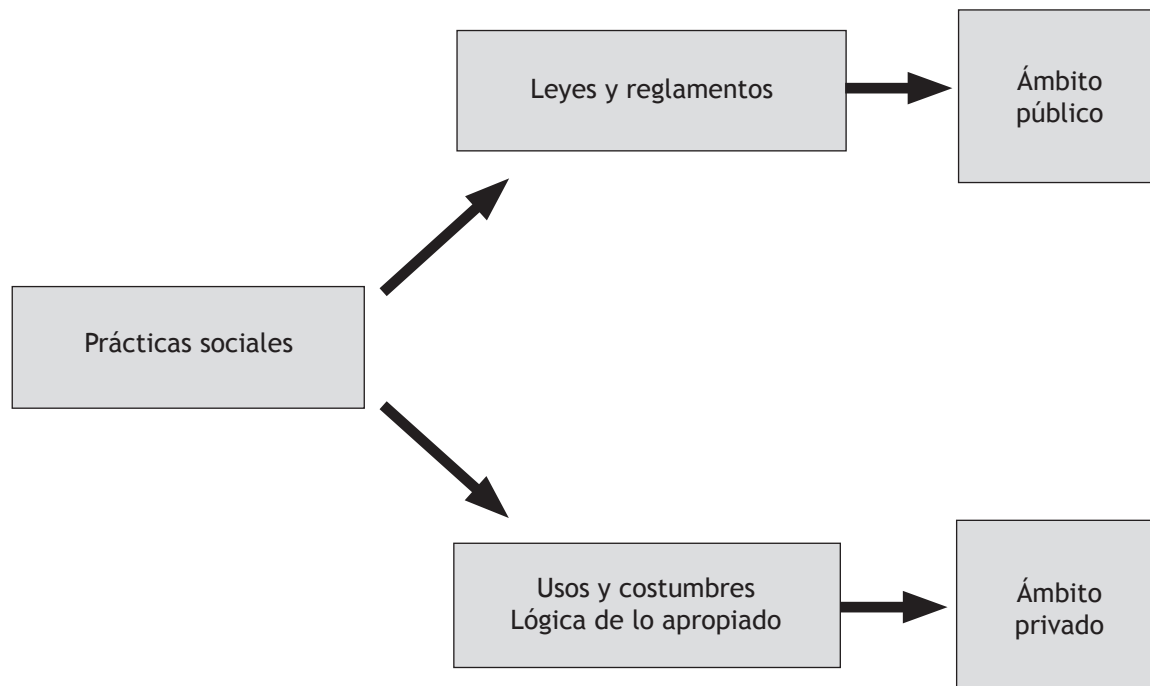 Leyes y reglamentos
Ámbito
público
Prácticas sociales
Usos y costumbres
Lógica de lo apropiado
Ámbito
privado